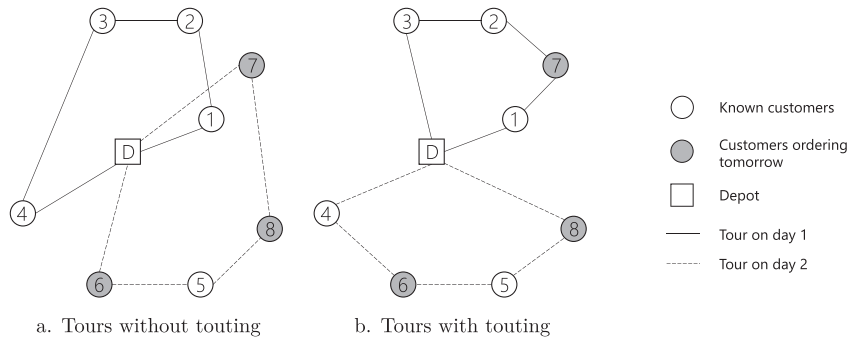 3
2
7
1
D
4
8
6
5
a. Tours without touting
3
2
7
1
D
4
8
6
5
b. Tours with touting
Known customers
Customers ordering
tomorrow
Depot
Tour on day 1
Tour on day 2